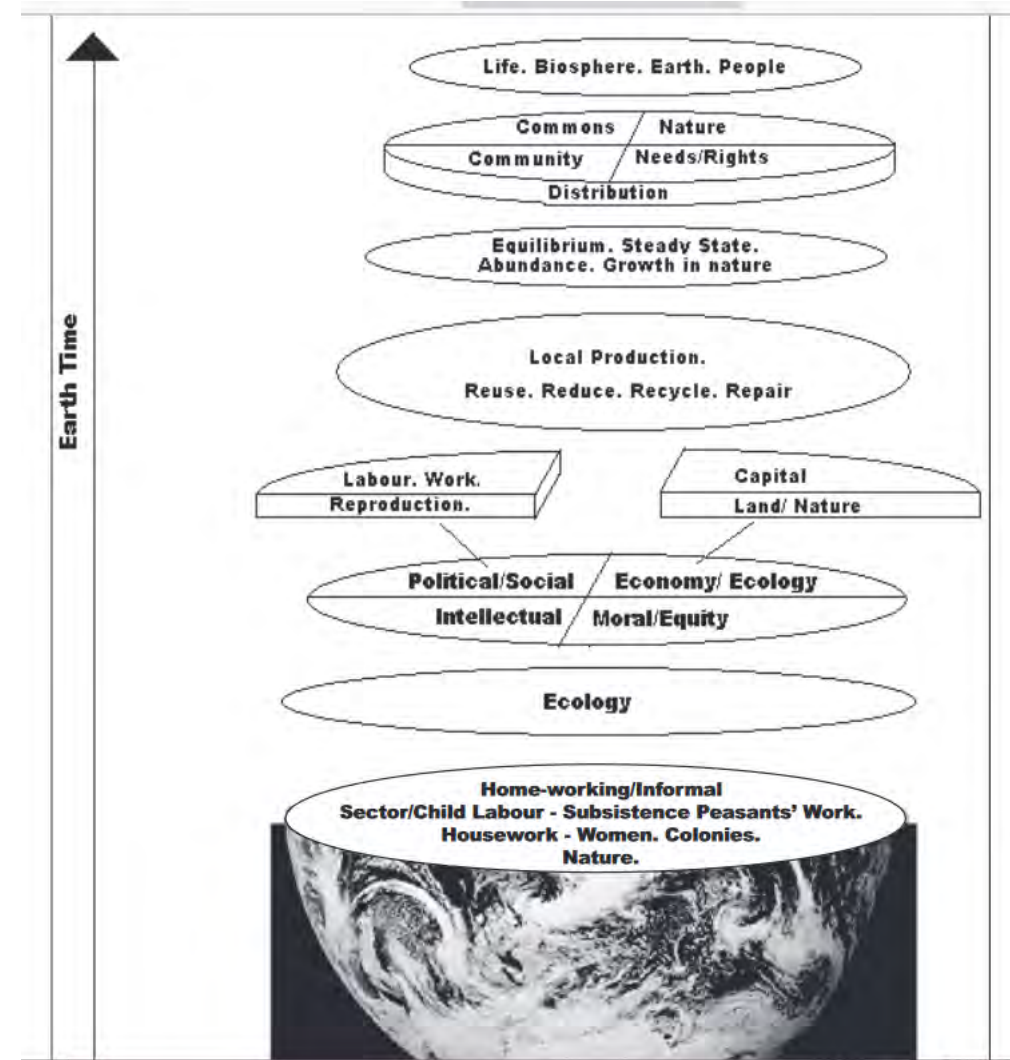 Life. Biosphere. Earth. People
Commons / Nature
Community / Needs/Rights
Distribution
Equilibrium. Steady State.
Abundance. Growth in nature
Earth Time
Local Production.
Reuse. Reduce. Recycle. Repair
Labour. Work.
Reproduction.
Capital
Land/ Nature
Political/Social
Economy/ Ecology
Intellectual
Moral/Equity
Ecology
Home-working/Informal
Sector/Child Labour - Subsistence Peasants' Work.
Housework - Women. Colonies.
Nature.